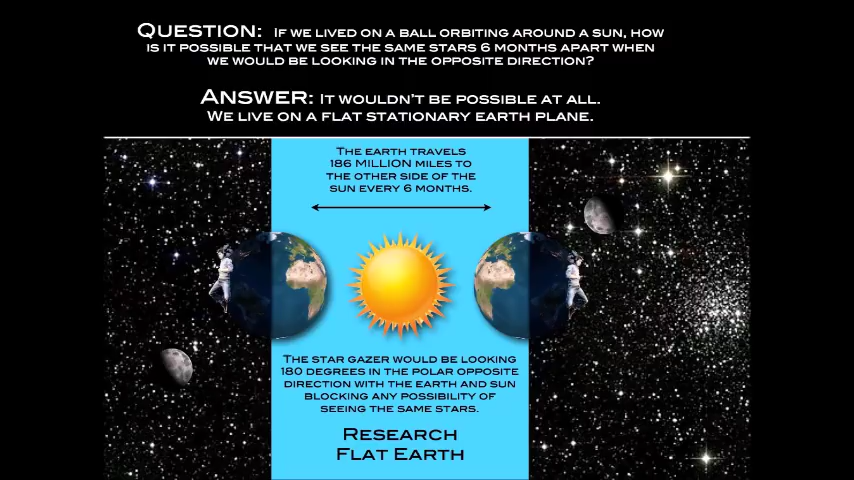 QUESTION: IF WE LIVED ON A BALL ORBITING AROUND A SUN, HOW
IS IT POSSIBLE THAT WE SEE THE SAME STARS 6 MONTHS APART WHEN
WE WOULD BE LOOKING IN THE OPPOSITE DIRECTION?
ANSWER: IT WOULDN'T BE POSSIBLE AT ALL.
WE LIVE ON A FLAT STATIONARY EARTH PLANE.
THE EARTH TRAVELS
186 MILLION MILES TO
THE OTHER SIDE OF THE
SUN EVERY 6 MONTHS.
THE STAR GAZER WOULD BE LOOKING
180 DEGREES IN THE POLAR OPPOSITE
DIRECTION WITH THE EARTH AND SUN
BLOCKING ANY POSSIBILITY OF
SEEING THE SAME STARS.
RESEARCH
FLAT EARTH